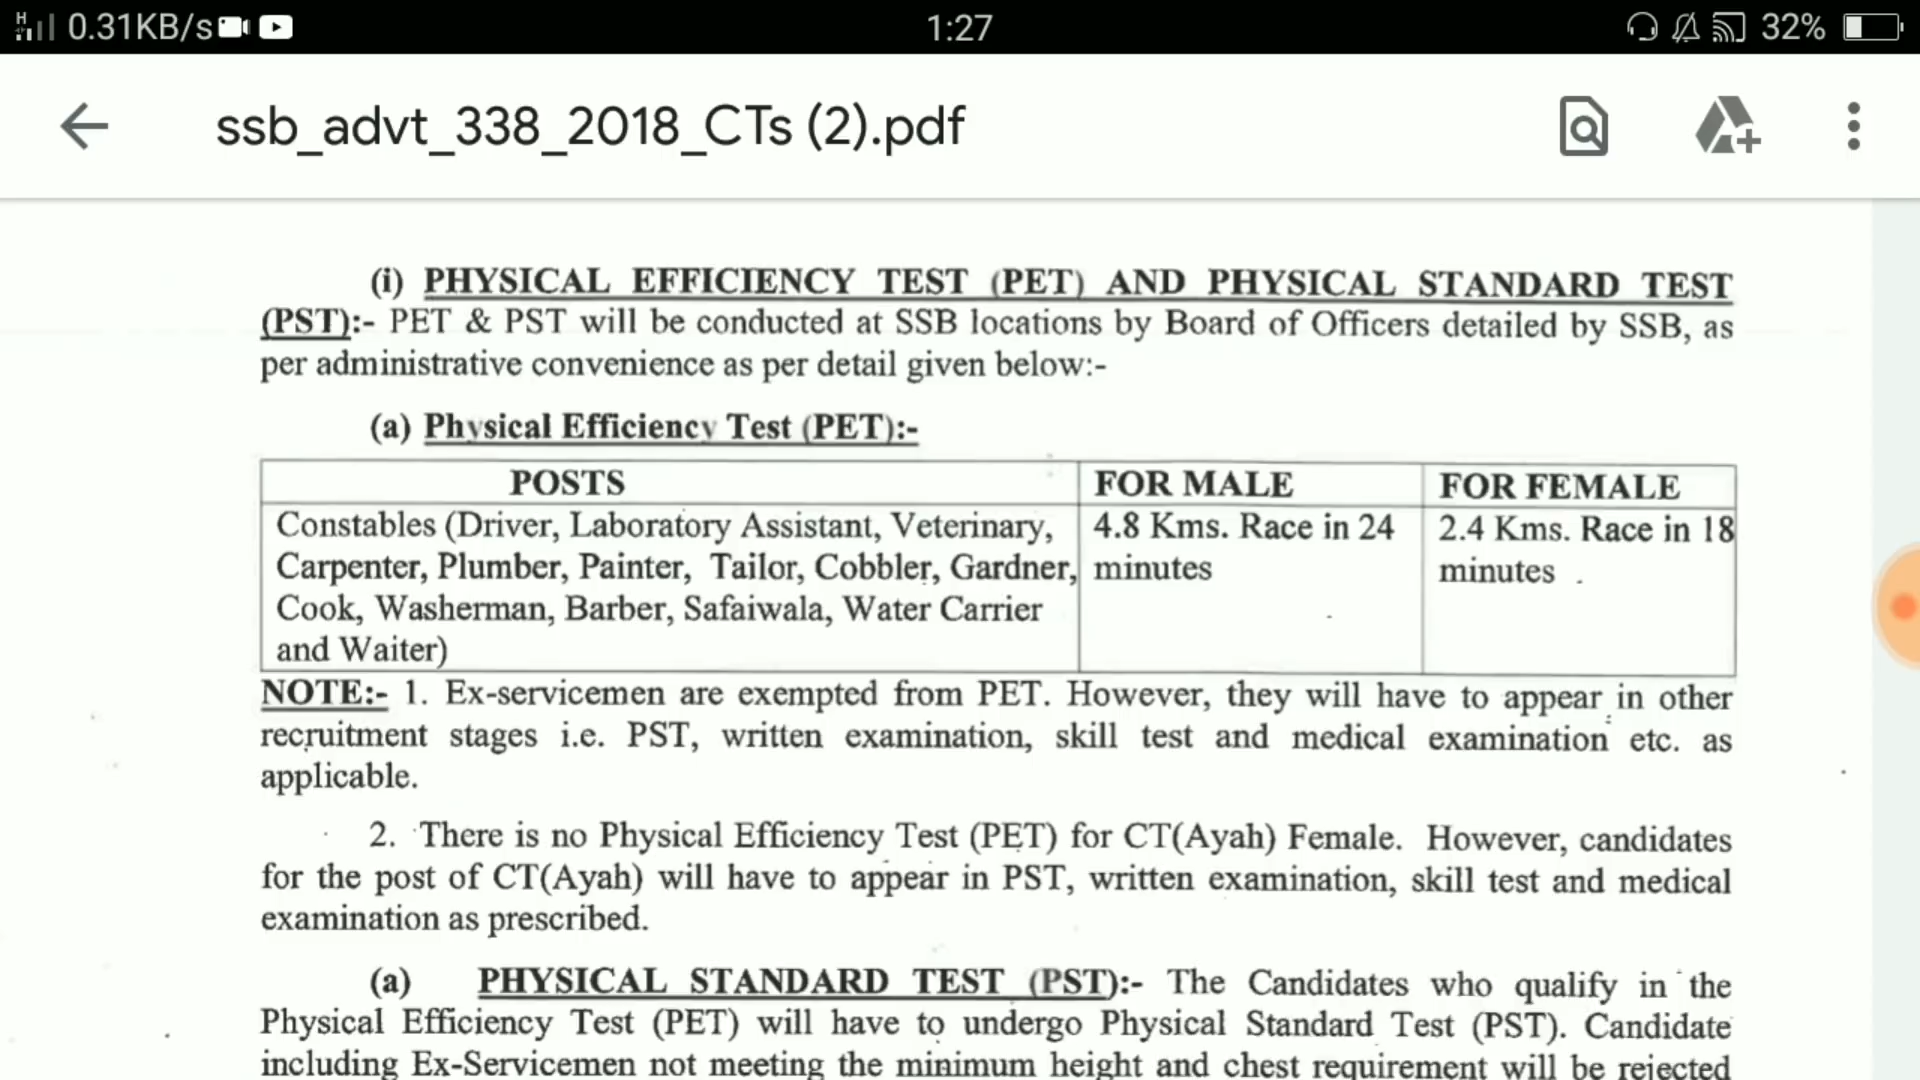 0.31KB/s
1:27
32%
ssb_advt_338_2018_CTs (2).pdf
(i) PHYSICAL EFFICIENCY TEST (PET) AND PHYSICAL STANDARD TEST
(PST):- PET & PST will be conducted at SSB locations by Board of Officers detailed by SSB, as
per administrative convenience as per detail given below:-
(a) Physical Efficiency Test (PET):-
POSTS FOR MALE FOR FEMALE
Constables (Driver, Laboratory Assistant, Veterinary, 4.8 Kms. Race in 24 2.4 Kms. Race in 18
Carpenter, Plumber, Painter, Tailor, Cobbler, Gardner, minutes minutes
Cook, Washerman, Barber, Safaiwala, Water Carrier
and Waiter)
NOTE:- 1. Ex-servicemen are exempted from PET. However, they will have to appear in other
recruitment stages i.e. PST, written examination, skill test and medical examination etc. as
applicable.
2. There is no Physical Efficiency Test (PET) for CT(Ayah) Female. However, candidates
for the post of CT(Ayah) will have to appear in PST, written examination, skill test and medical
examination as prescribed.
(a) PHYSICAL STANDARD TEST (PST):- The Candidates who qualify in the
Physical Efficiency Test (PET) will have to undergo Physical Standard Test (PST). Candidate
including Ex-Servicemen not meeting the minimum height and chest requirement will be rejected